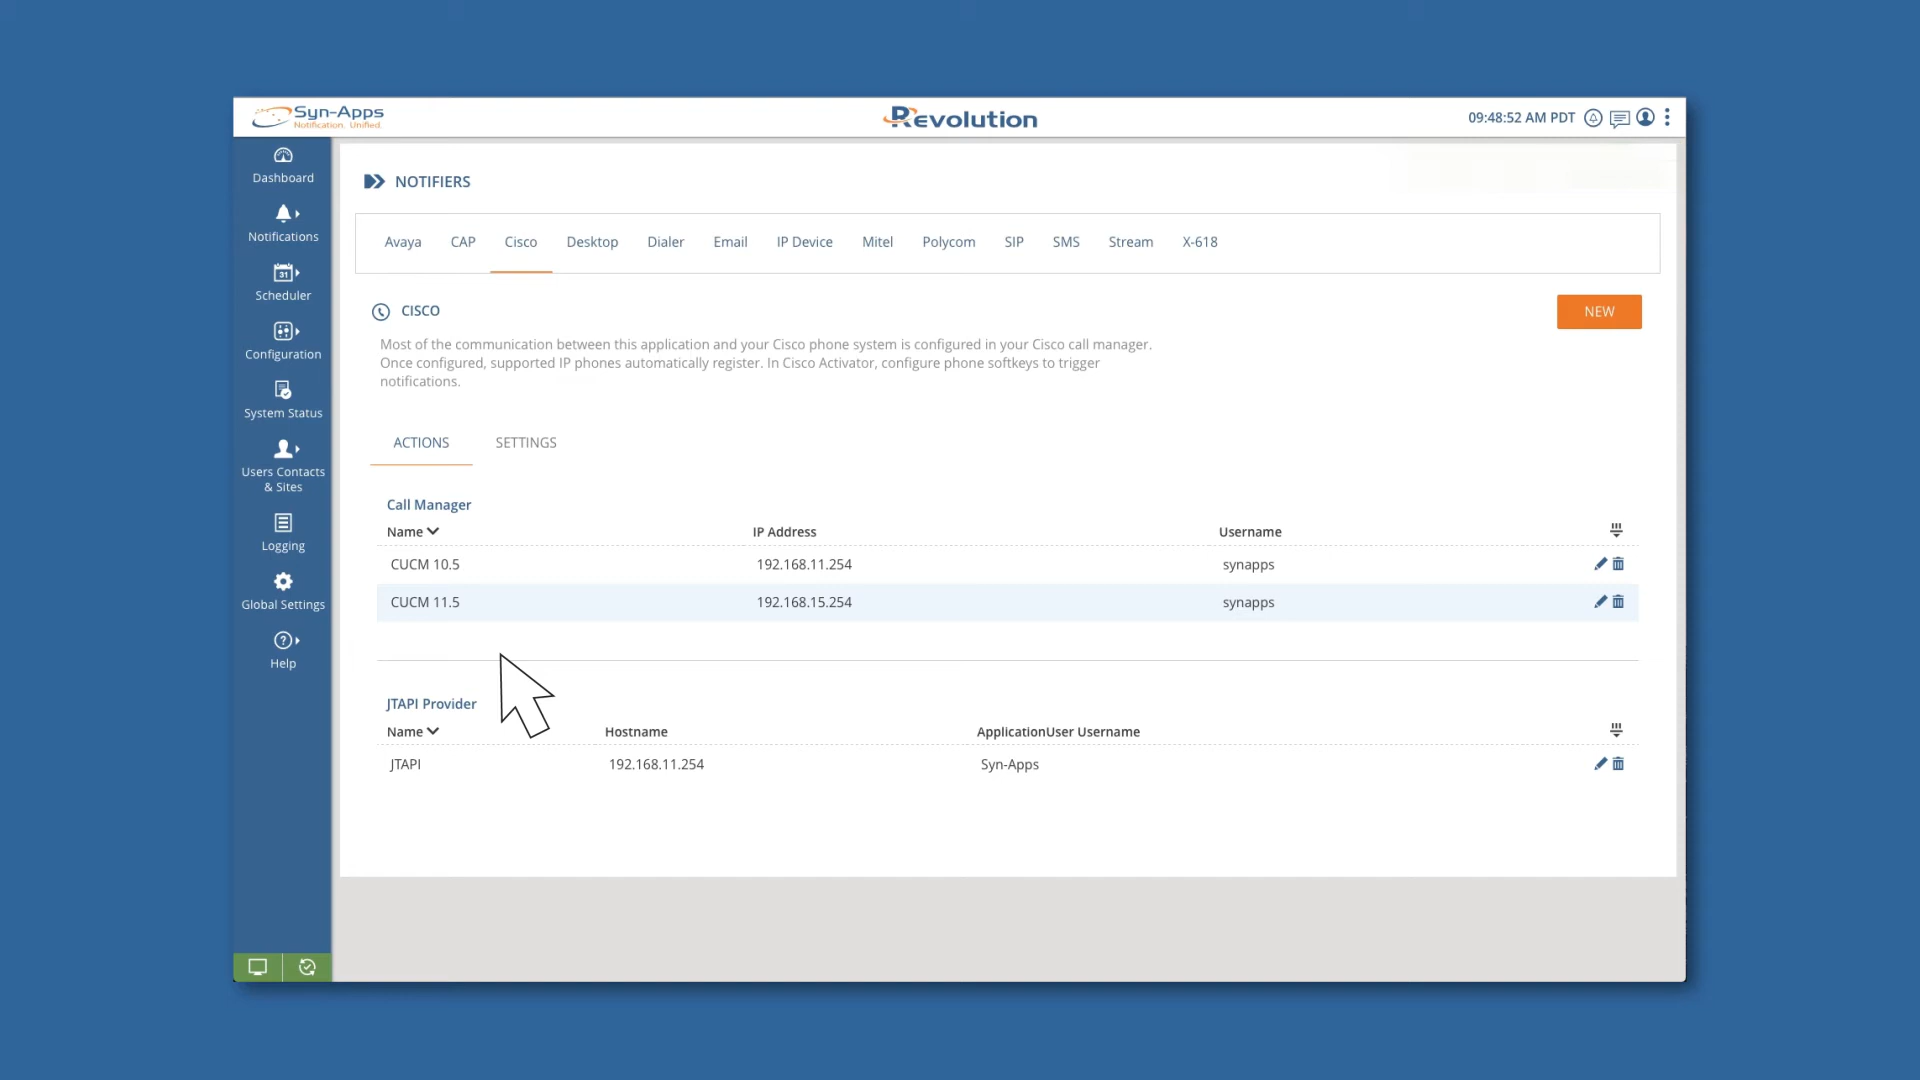 Syn-Apps
Notification. Unified.
Revolution
09:48:52 AM PDT
Dashboard
Notifications
31
Scheduler
Configuration
System Status
Users Contacts
& Sites
Logging
Global Settings
Help
NOTIFIERS
Avaya CAP Cisco Desktop Dialer Email IP Device Mitel Polycom SIP SMS Stream X-618
CISCO
NEW
Most of the communication between this application and your Cisco phone system is configured in your Cisco call manager.
Once configured, supported IP phones automatically register. In Cisco Activator, configure phone softkeys to trigger
notifications.
ACTIONS SETTINGS
Call Manager
Name IP Address Username
CUCM 10.5 192.168.11.254 synapps
CUCM 11.5 192.168.15.254 synapps
JTAPI Provider
Name Hostname ApplicationUser Username
JTAPI 192.168.11.254 Syn-Apps